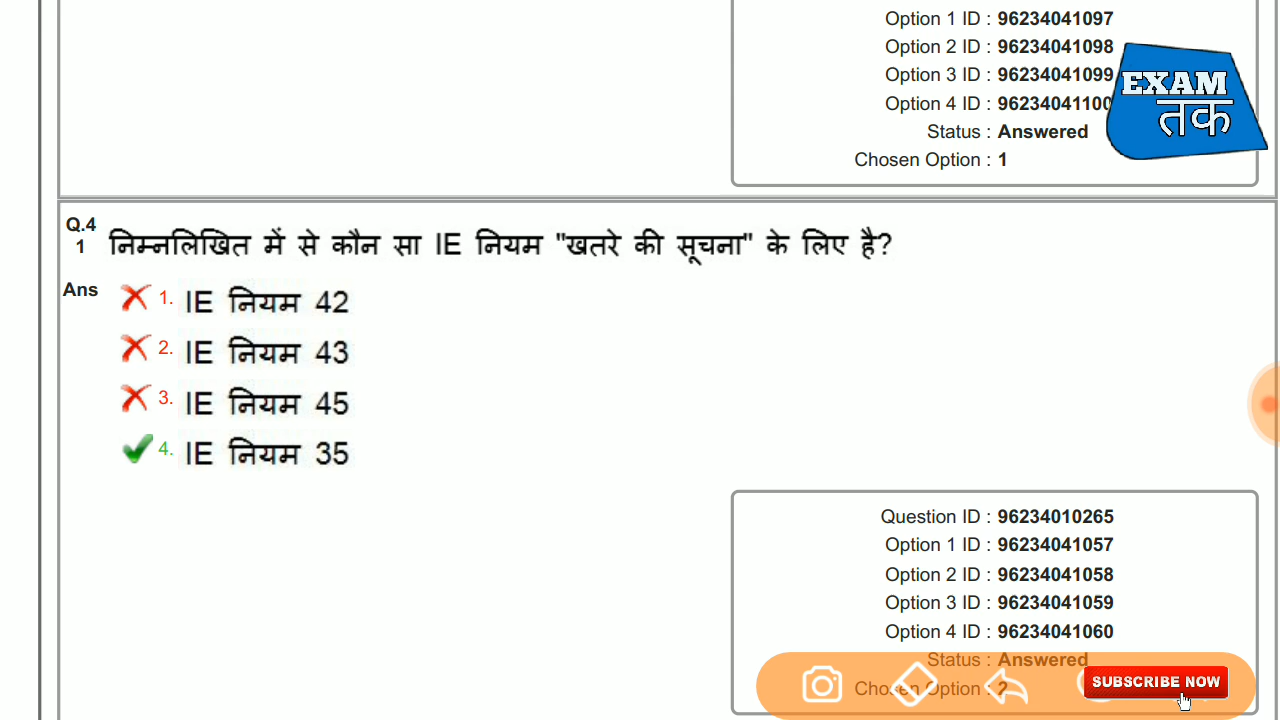 Option 1 ID : 96234041097
Option 2 ID : 96234041098
Option 3 ID : 96234041099
Option 4 ID : 96234041100
Status : Answered
Chosen Option : 1
EXAM
तक
Q.4
1
निम्नलिखित में से कौन सा IE नियम "खतरे की सूचना" के लिए है?
Ans
1. IE नियम 42
2. IE नियम 43
3. IE नियम 45
4. IE नियम 35
Question ID : 96234010265
Option 1 ID : 96234041057
Option 2 ID : 96234041058
Option 3 ID : 96234041059
Option 4 ID : 96234041060
Status : Answered
Chosen Option : 2
SUBSCRIBE NOW